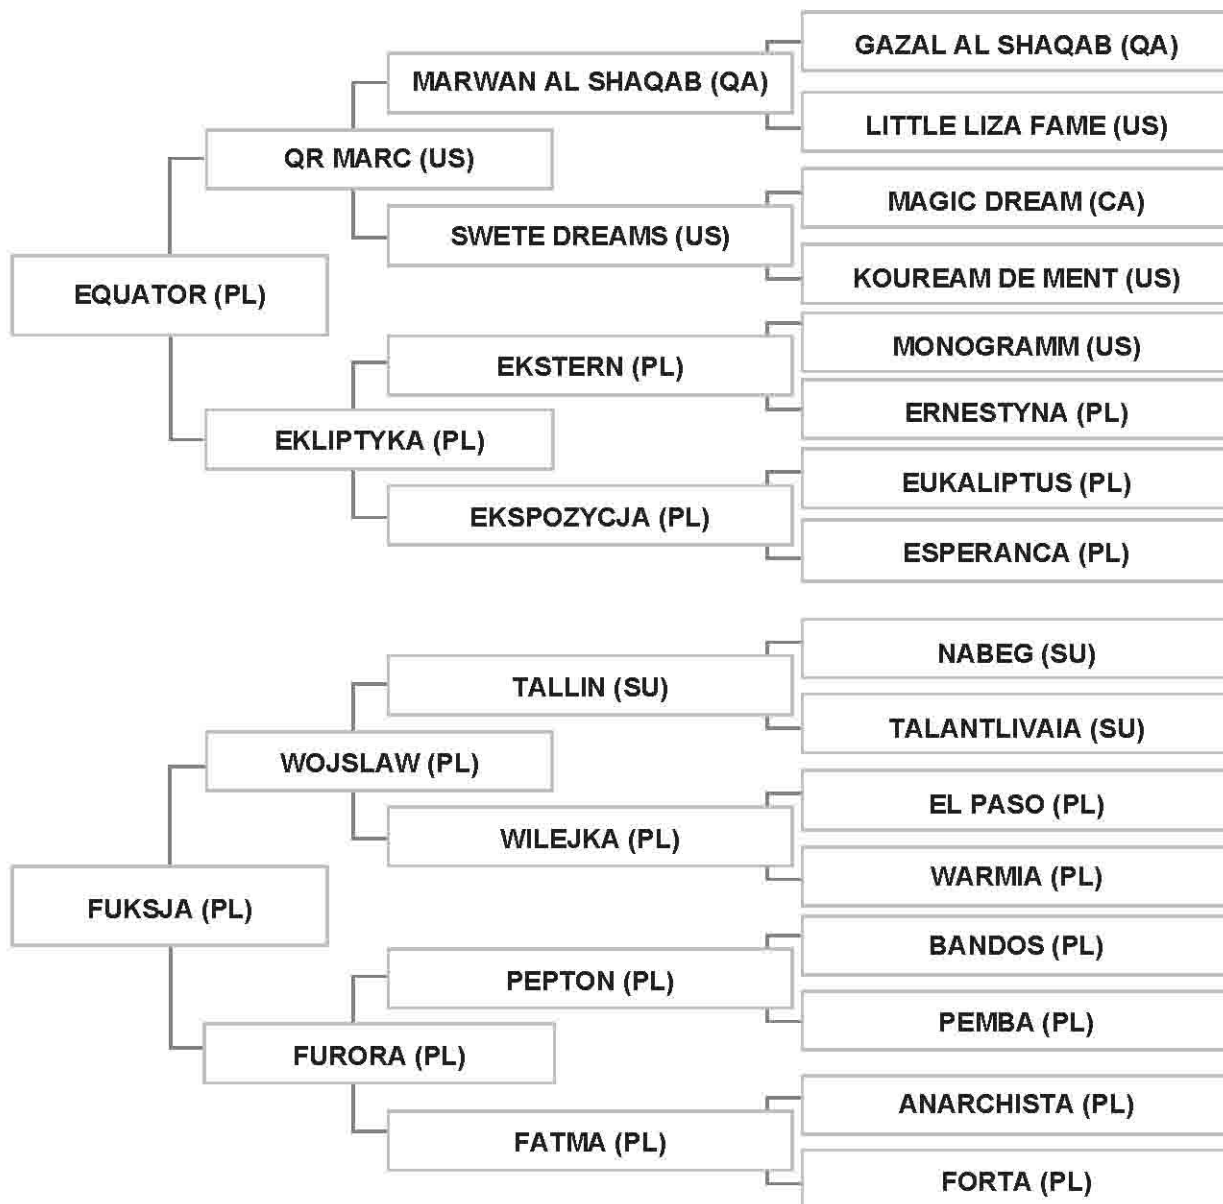 GAZAL AL SHAQAB (QA)
MARWAN AL SHAQAB (QA)
LITTLE LIZA FAME (US)
QR MARC (US)
MAGIC DREAM (CA)
SWETE DREAMS (US)
KOUREAM DE MENT (US)
EQUATOR (PL)
MONOGRAMM (US)
EKSTERN (PL)
ERNESTYNA (PL)
EKLIPTYKA (PL)
EUKALIPTUS (PL)
EKSPOZYCJA (PL)
ESPERANCA (PL)
NABEG (SU)
TALLIN (SU)
TALANTLIVAIA (SU)
WOJSLAW (PL)
EL PASO (PL)
WILEJKA (PL)
WARMIA (PL)
FUKSJA (PL)
BANDOS (PL)
PEPTON (PL)
PEMBA (PL)
FURORA (PL)
ANARCHISTA (PL)
FATMA (PL)
FORTA (PL)